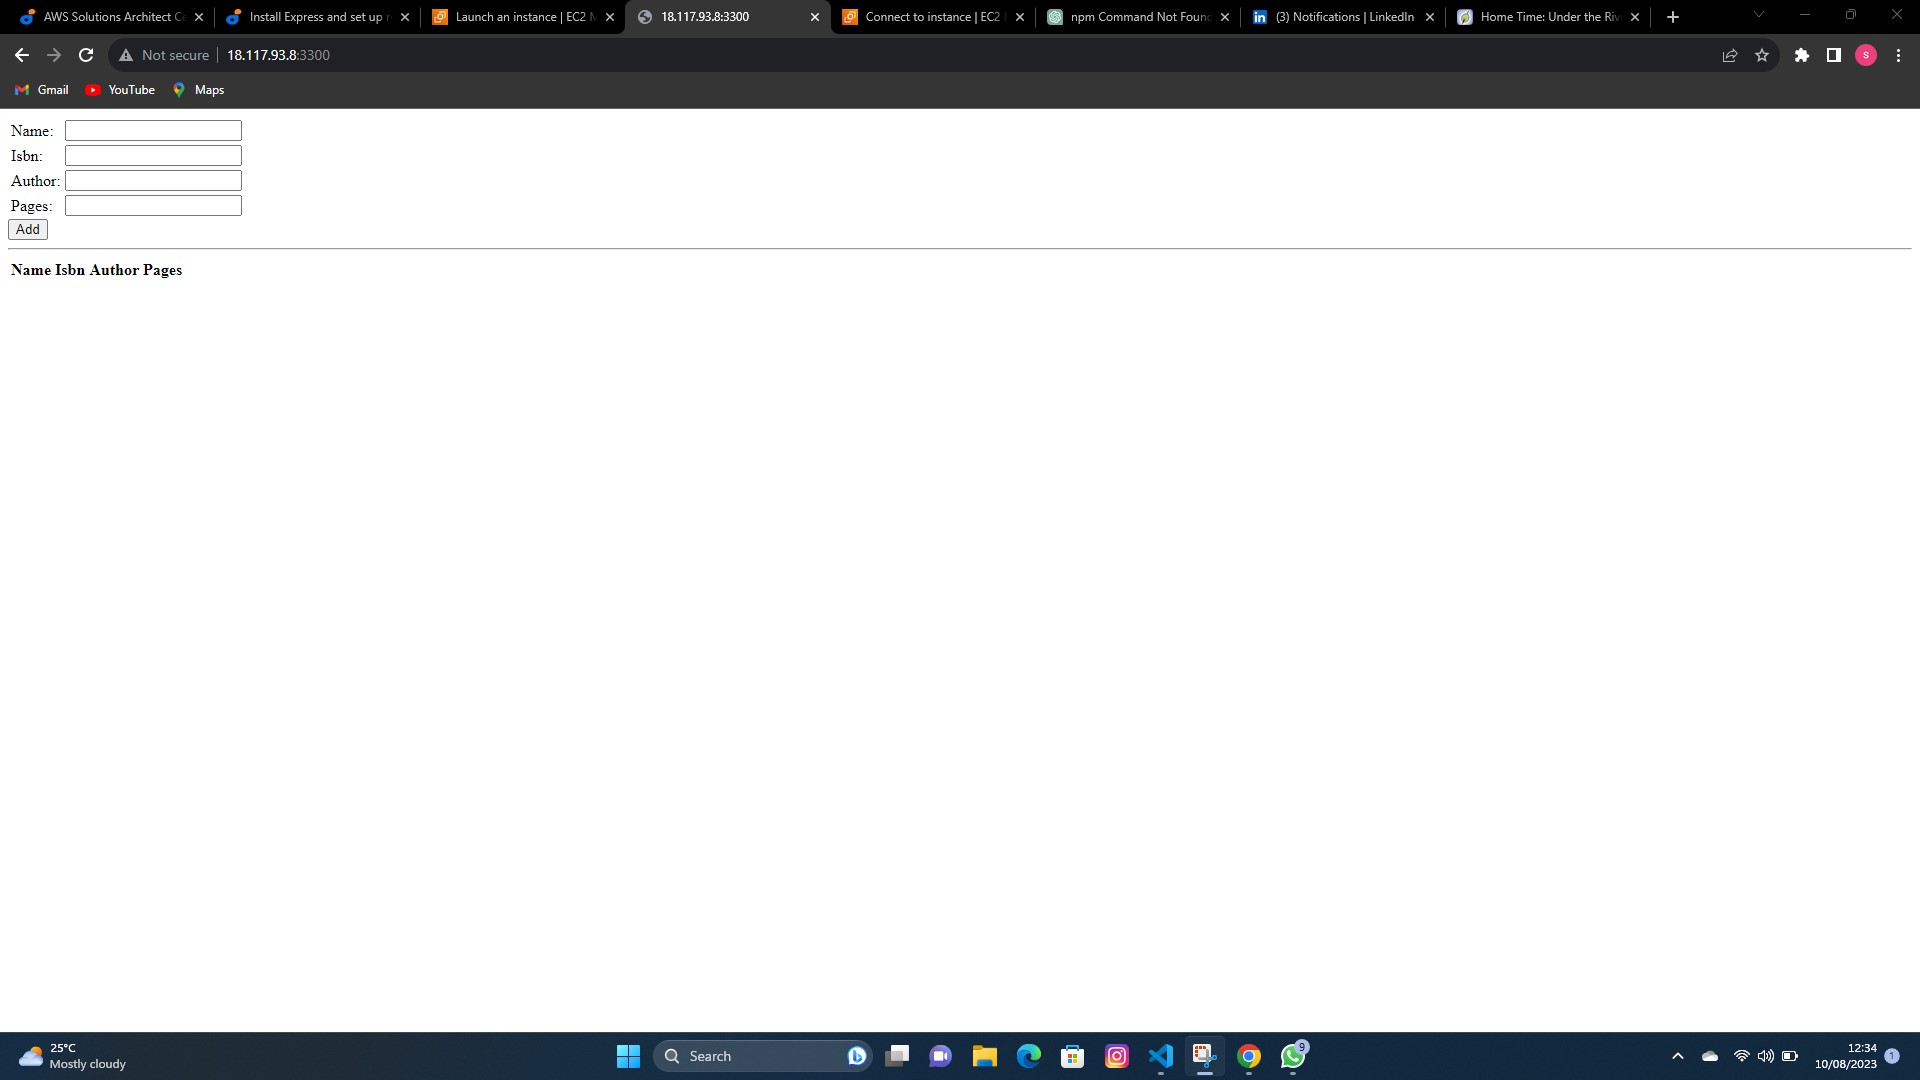 AWS Solutions Architect Ce
Install Express and set up r
Launch an instance | EC2 M
18.117.93.8:3300
Connect to instance | EC2
npm Command Not Foun
(3) Notifications | LinkedIn
Home Time: Under the Riv
Not secure
18.117.93.8:3300
S
Gmail
YouTube
Maps
Name:
Isbn:
Author:
Pages:
Add
Name Isbn Author Pages
25°C
Mostly cloudy
Search
9
12:34
10/08/2023
1